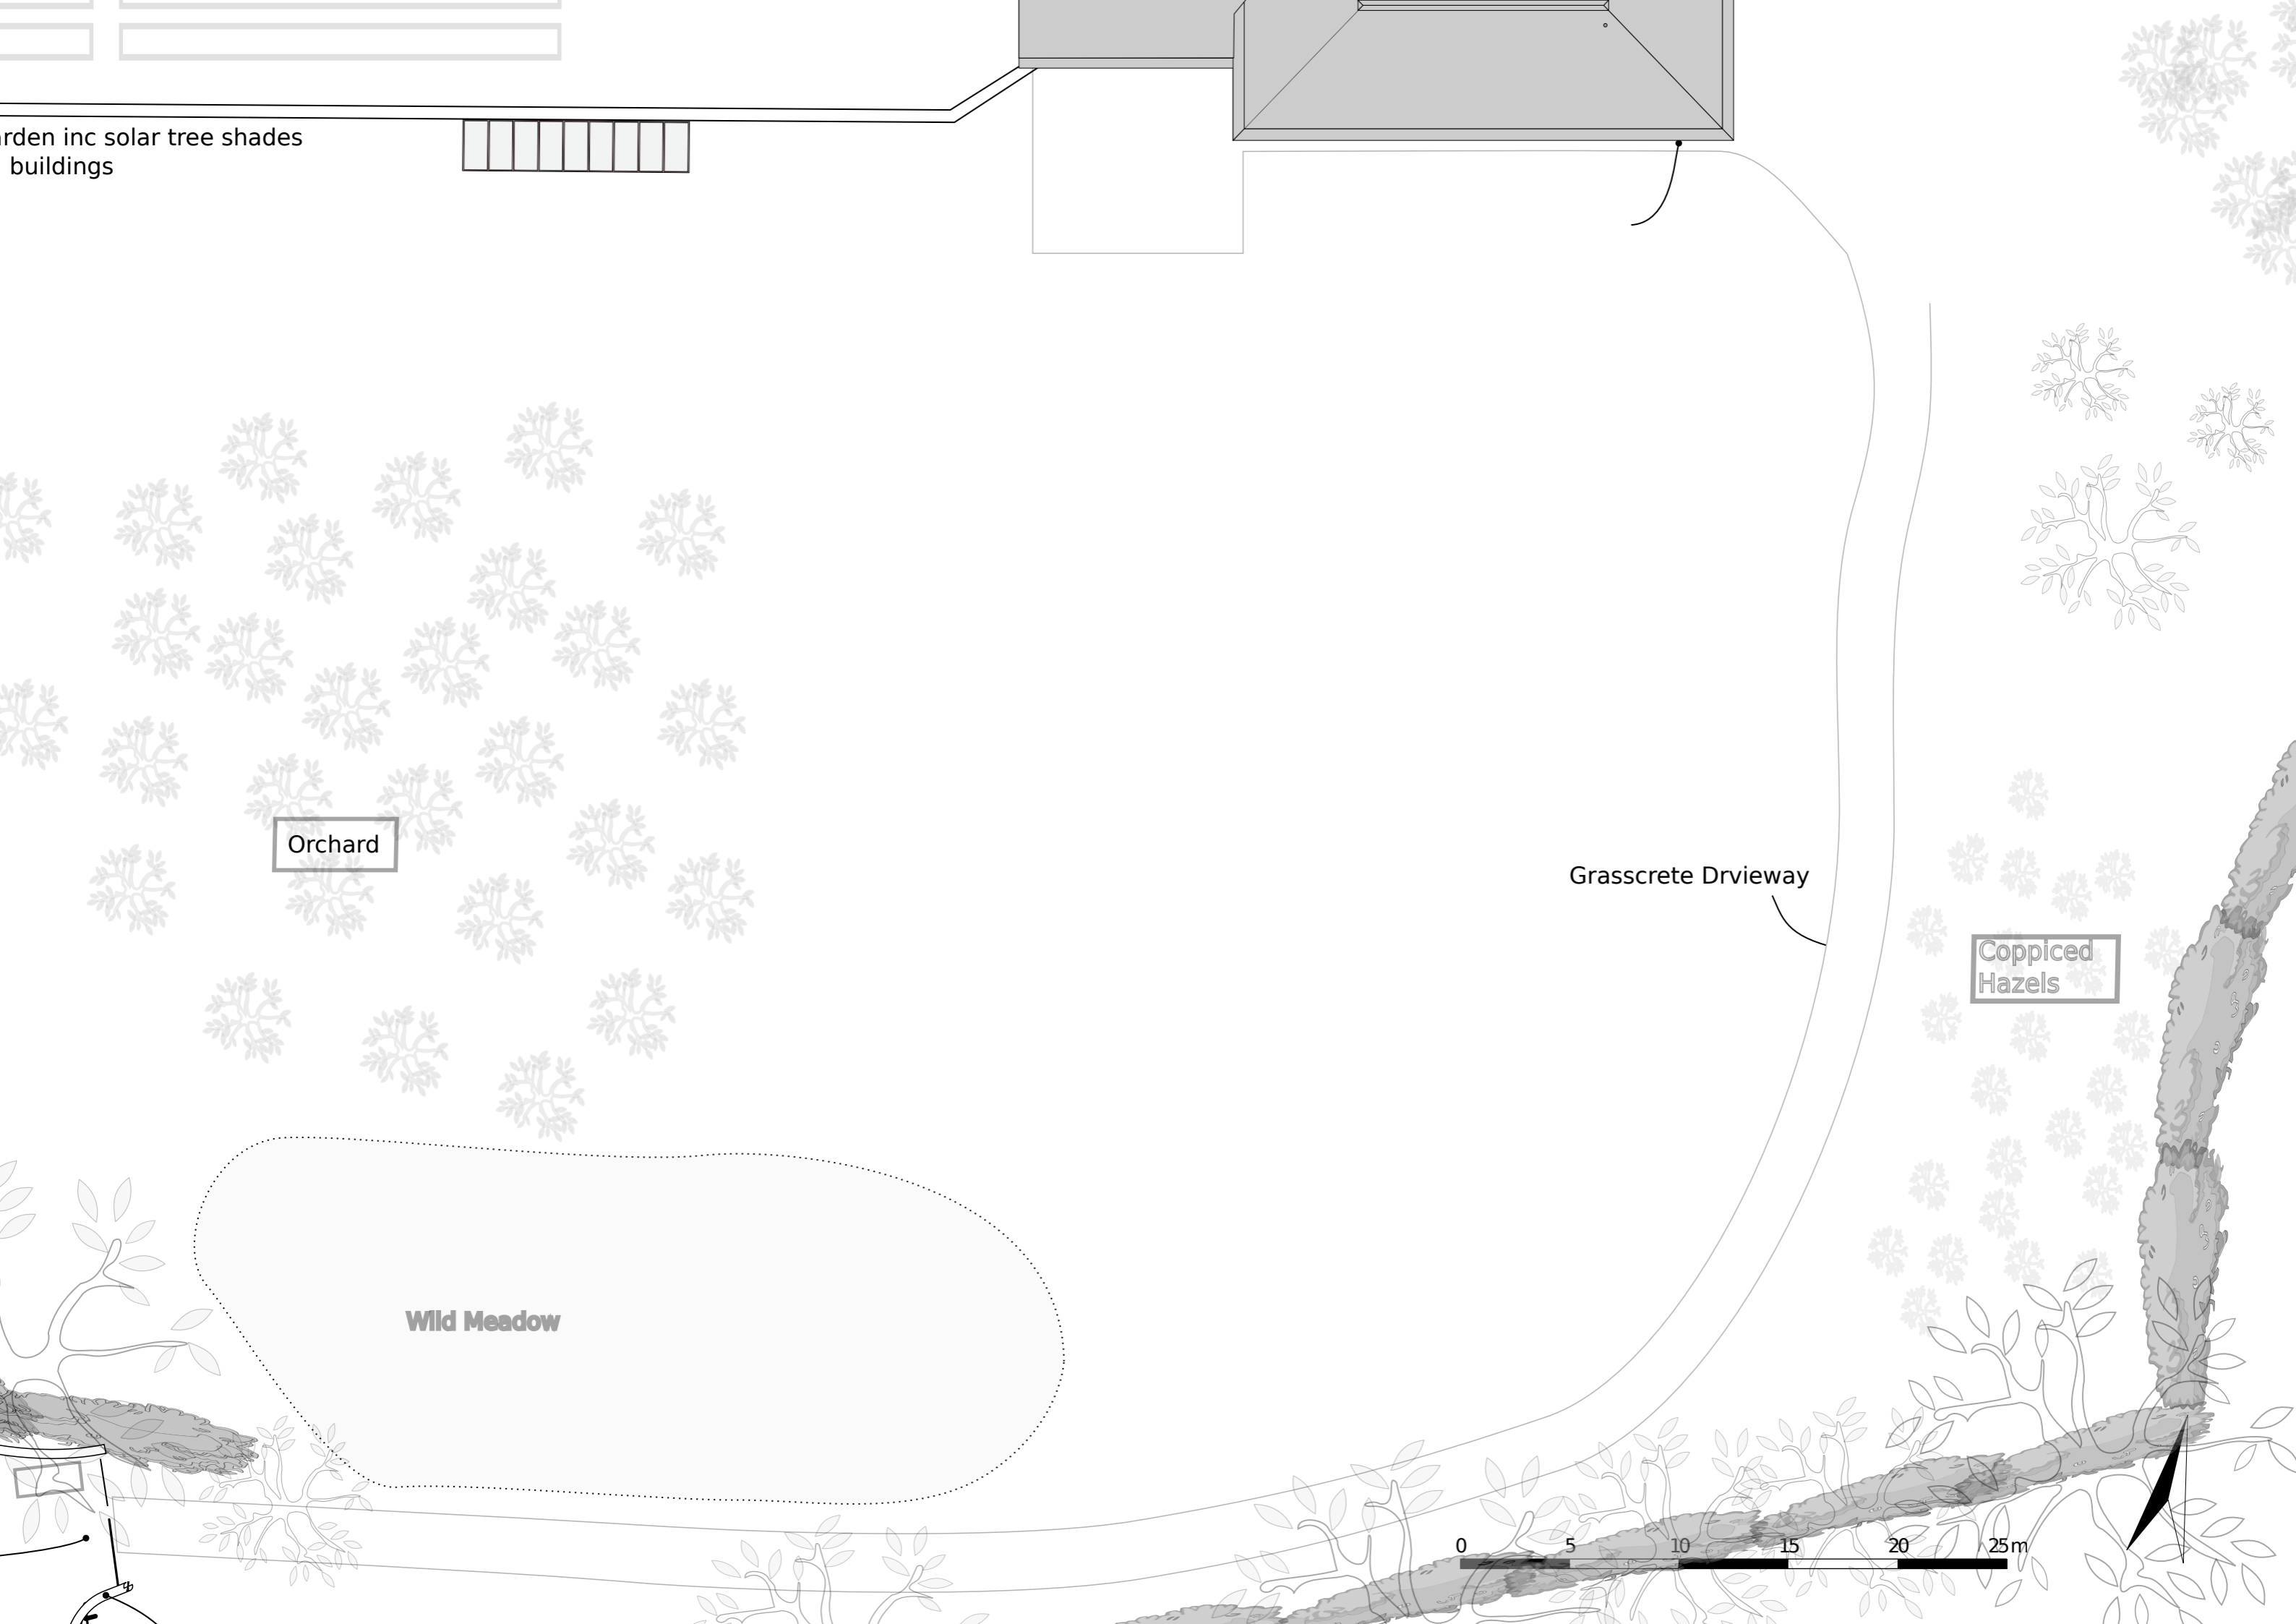 arden inc solar tree shades
buildings
Orchard
Grasscrete Drvieway
Coppiced
Hazels
Wild Meadow
0 5 10 15 20 25m